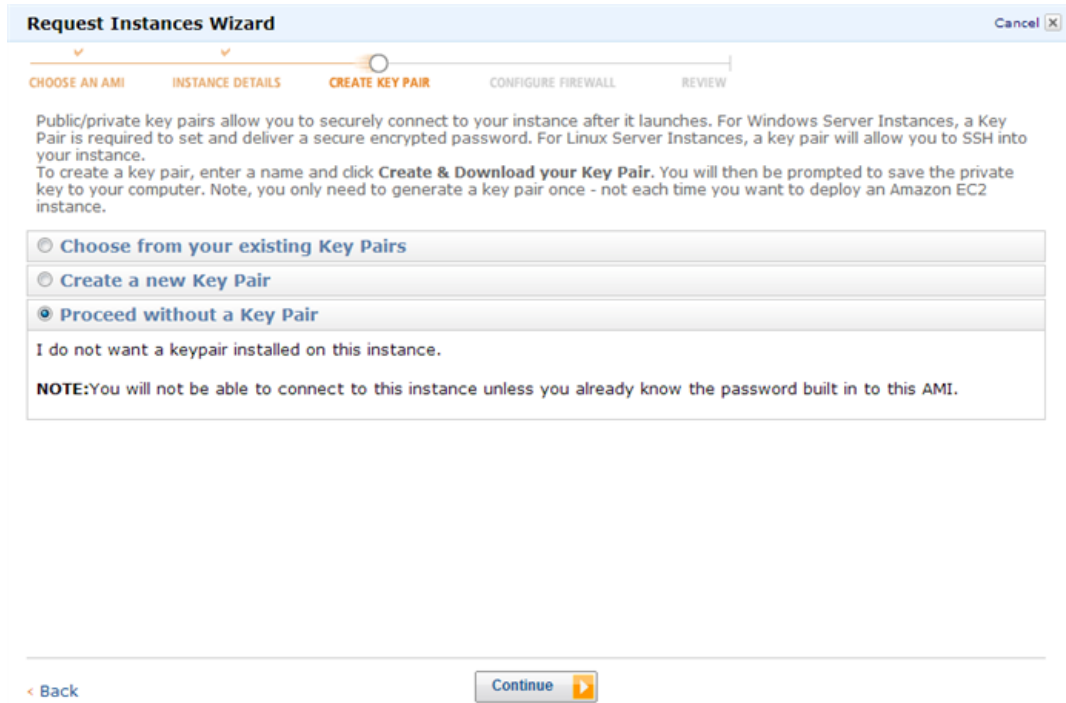 Request Instances Wizard
Cancel X
CHOOSE AN AMI INSTANCE DETAILS CREATE KEY PAIR CONFIGURE FIREWALL REVIEW
Public/private key pairs allow you to securely connect to your instance after it launches. For Windows Server Instances, a Key
Pair is required to set and deliver a secure encrypted password. For Linux Server Instances, a key pair will allow you to SSH into
your instance.
To create a key pair, enter a name and click Create & Download your Key Pair. You will then be prompted to save the private
key to your computer. Note, you only need to generate a key pair once - not each time you want to deploy an Amazon EC2
instance.
Choose from your existing Key Pairs
Create a new Key Pair
Proceed without a Key Pair
I do not want a keypair installed on this instance.
NOTE:You will not be able to connect to this instance unless you already know the password built in to this AMI.
< Back
Continue